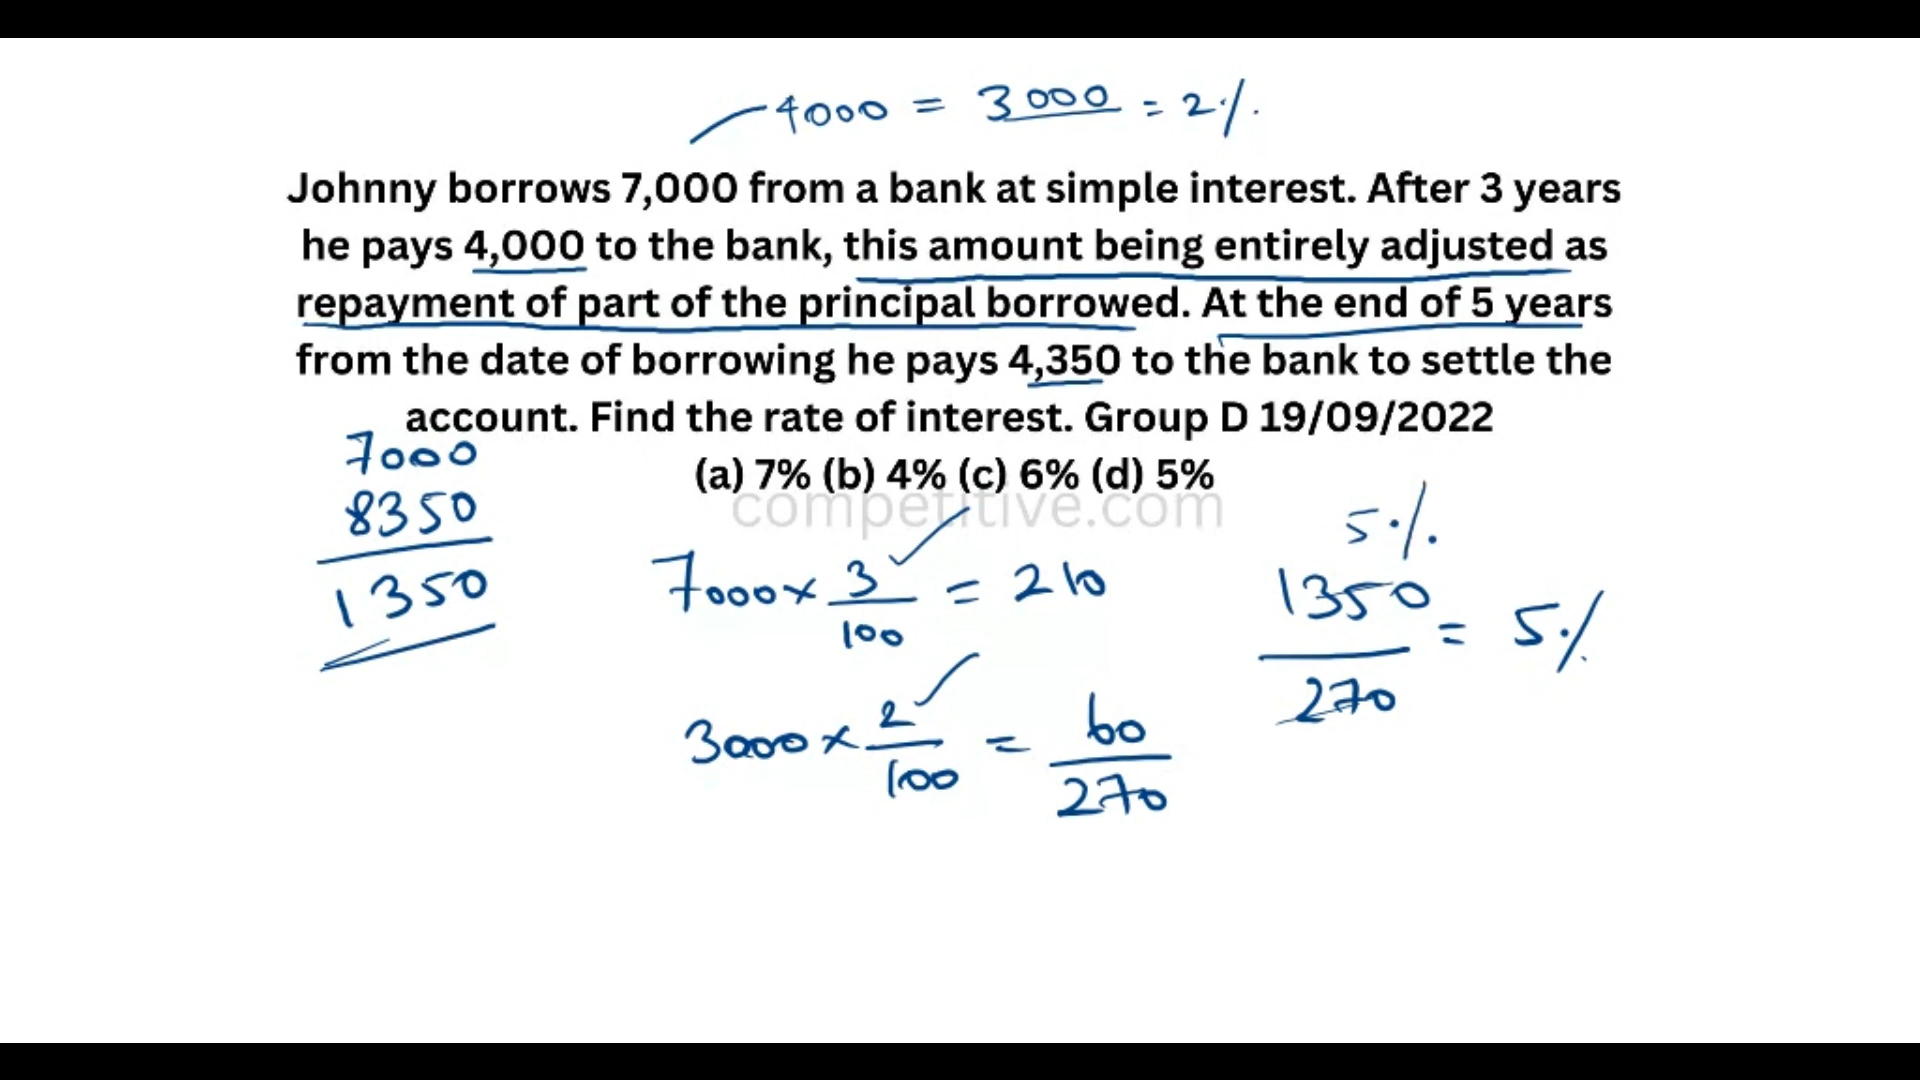 4000 = 3000 = 2%
Johnny borrows 7,000 from a bank at simple interest. After 3 years
he pays 4,000 to the bank, this amount being entirely adjusted as
repayment of part of the principal borrowed. At the end of 5 years
from the date of borrowing he pays 4,350 to the bank to settle the
account. Find the rate of interest. Group D 19/09/2022
(a) 7% (b) 4% (c) 6% (d) 5%
competitive.com
7000
8350
1350
7000 × 3/100 = 210
3000 × 2/100 = 60
270
5%
1350/270 = 5%